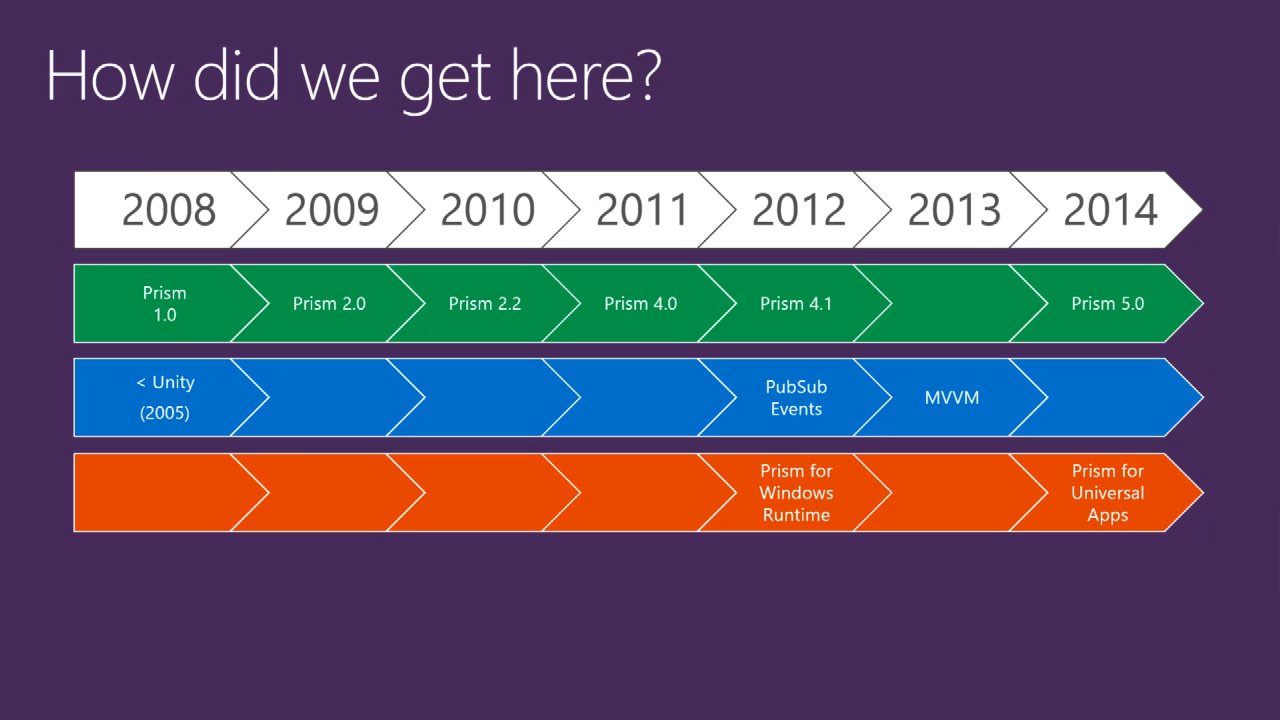 How did we get here?
2008 2009 2010 2011 2012 2013 2014
Prism
1.0
Prism 2.0
Prism 2.2
Prism 4.0
Prism 4.1
Prism 5.0
< Unity
(2005)
PubSub
Events
MVVM
Prism for
Windows
Runtime
Prism for
Universal
Apps